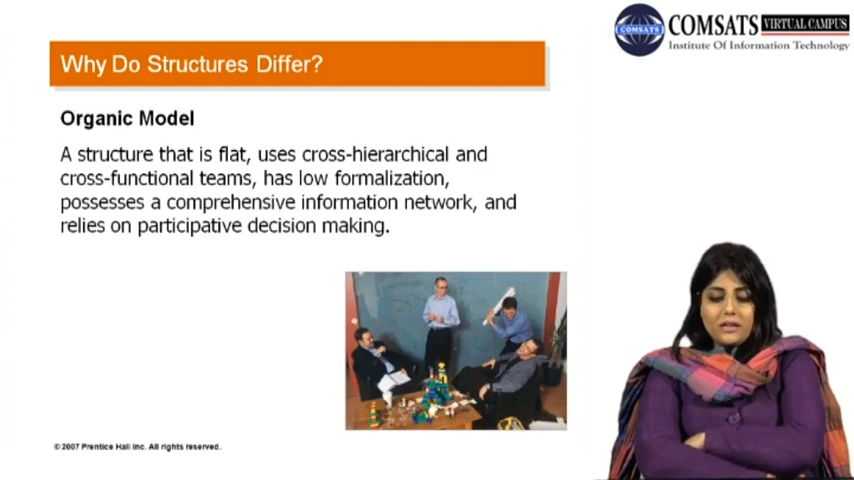 COMSATS VIRTUAL CAMPUS
COMSATS
Institute Of Information Technology
Why Do Structures Differ?
Organic Model
A structure that is flat, uses cross-hierarchical and
cross-functional teams, has low formalization,
possesses a comprehensive information network, and
relies on participative decision making.
© 2007 Prentice Hall Inc. All rights reserved.